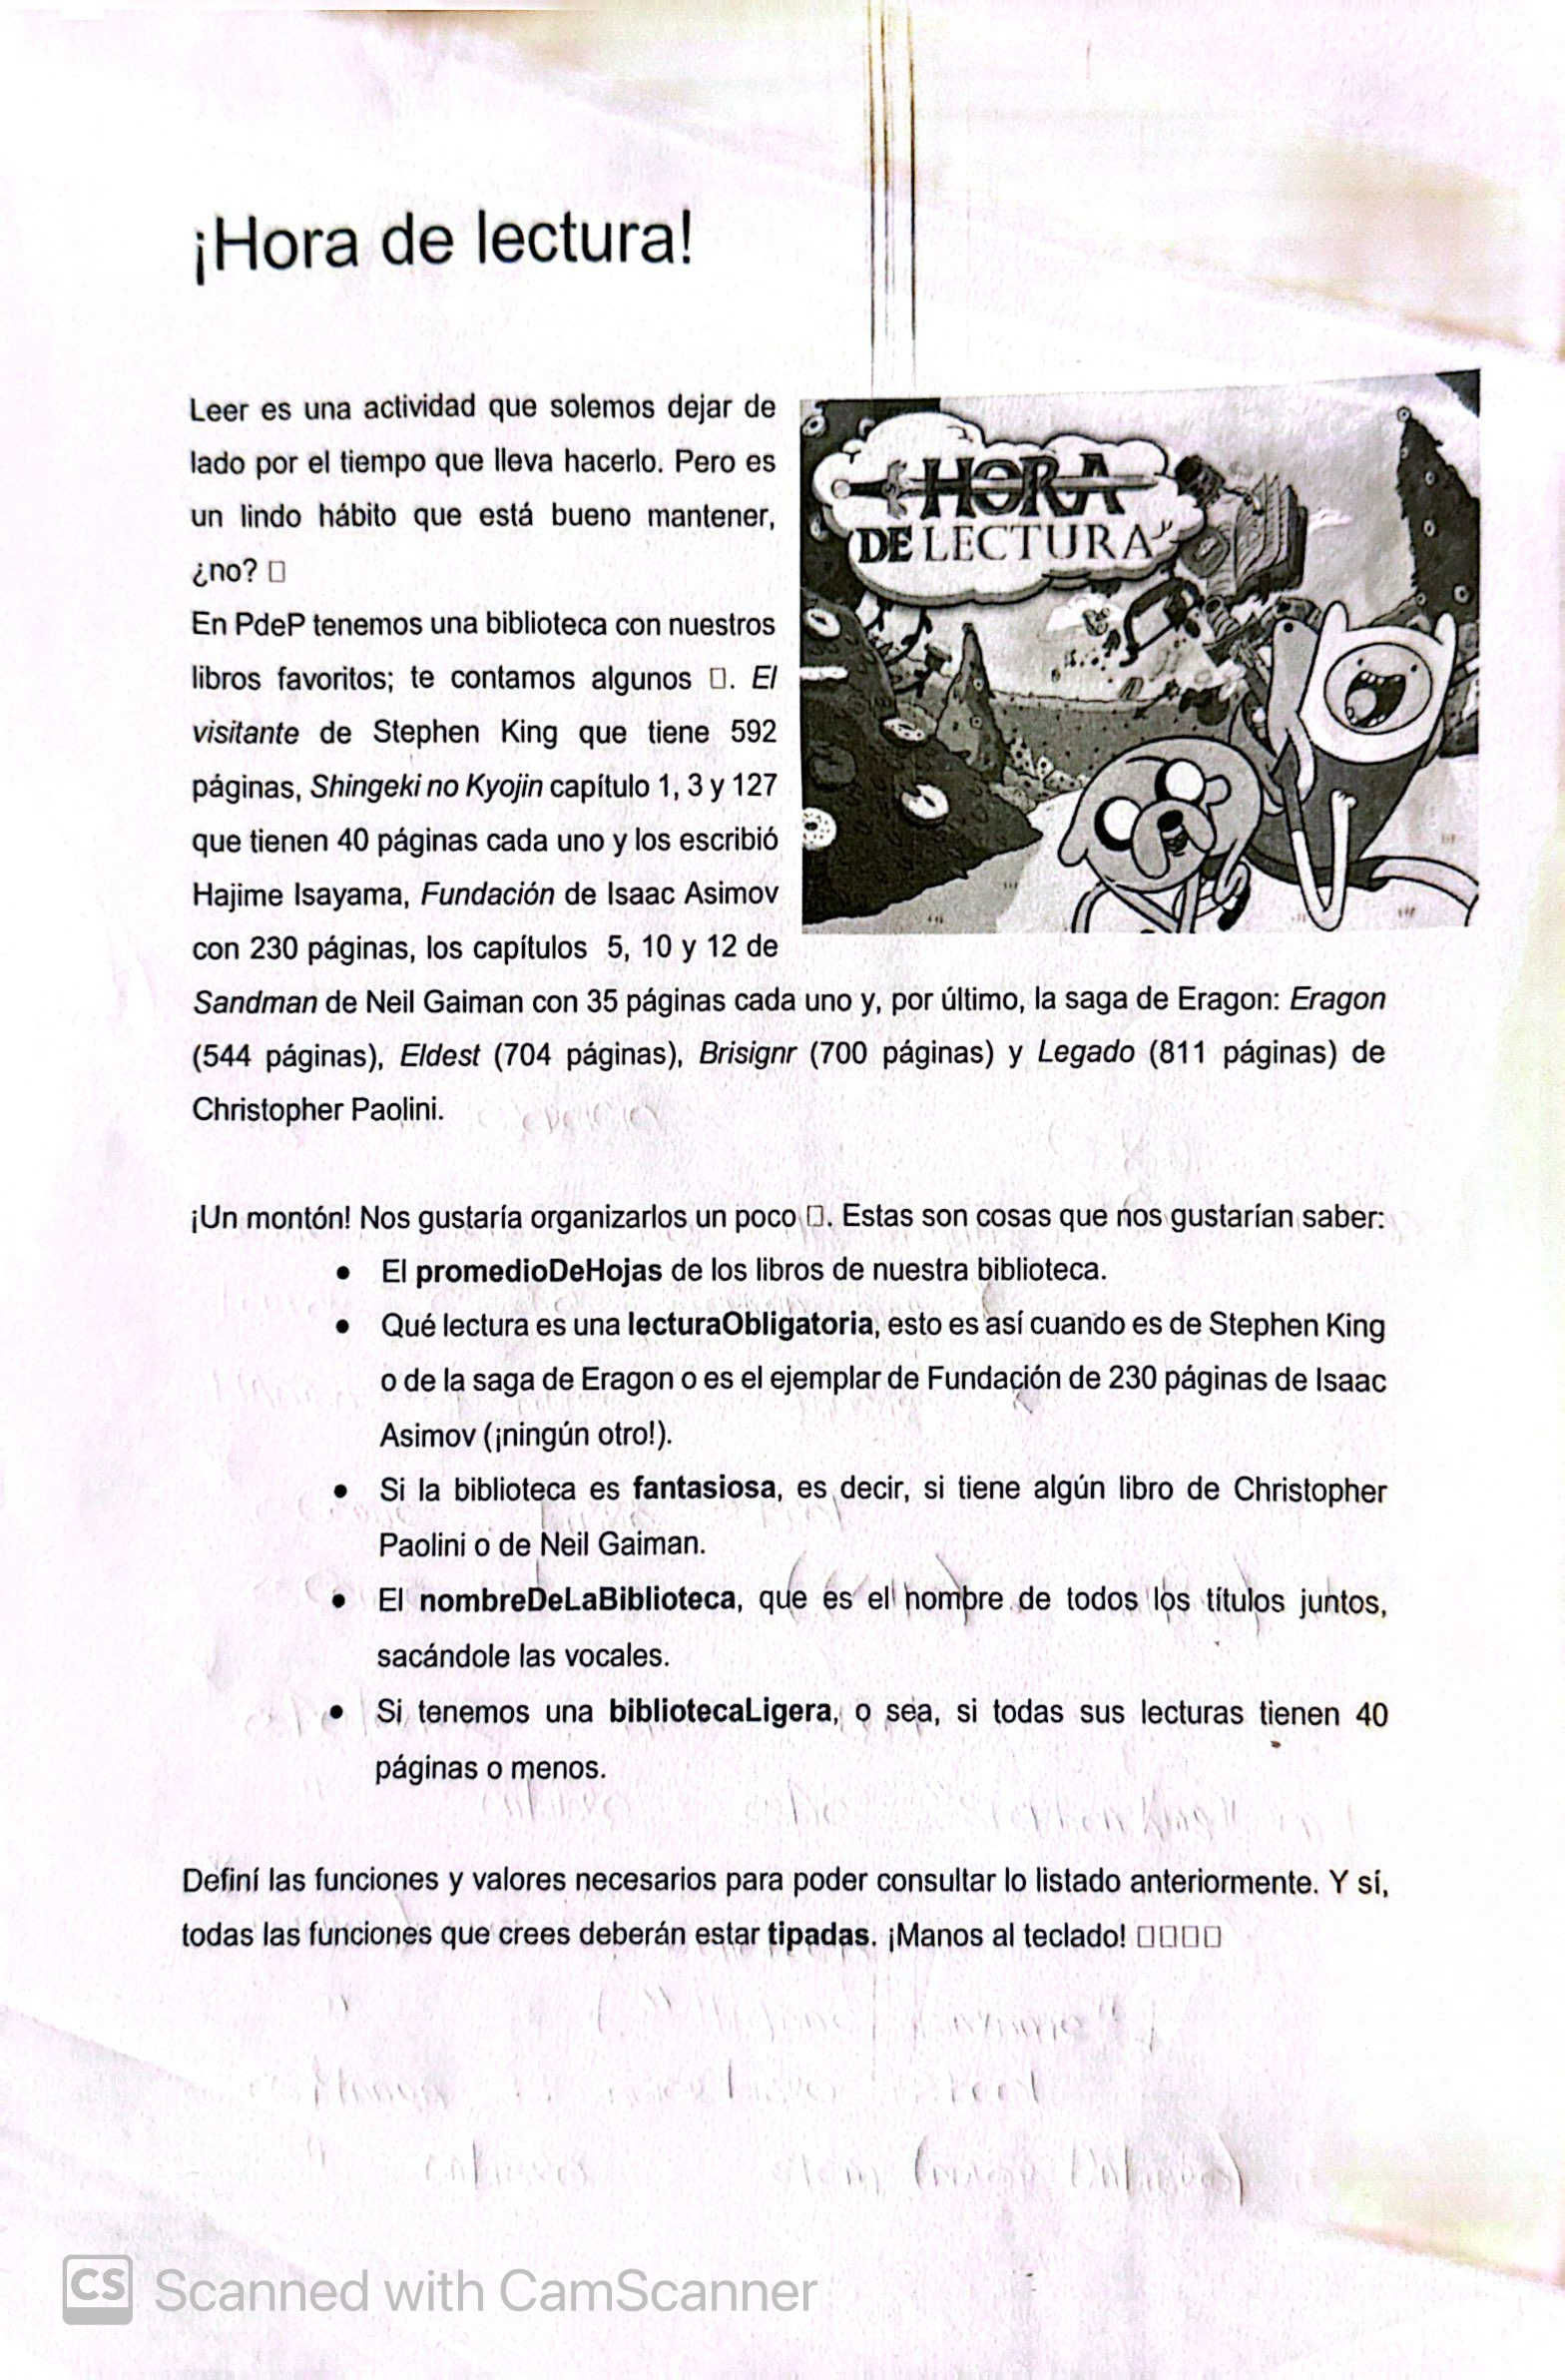 ¡Hora de lectura!
Leer es una actividad que solemos dejar de
lado por el tiempo que lleva hacerlo. Pero es
un lindo hábito que está bueno mantener,
¿no? 
En PdeP tenemos una biblioteca con nuestros
libros favoritos; te contamos algunos . El
visitante de Stephen King que tiene 592
páginas, Shingeki no Kyojin capítulo 1, 3 y 127
que tienen 40 páginas cada uno y los escribió
Hajime Isayama, Fundación de Isaac Asimov
con 230 páginas, los capítulos 5, 10 y 12 de
HORA
DE LECTURA
Sandman de Neil Gaiman con 35 páginas cada uno y, por último, la saga de Eragon: Eragon
(544 páginas), Eldest (704 páginas), Brisignr (700 páginas) y Legado (811 páginas) de
Christopher Paolini.
¡Un montón! Nos gustaría organizarlos un poco . Estas son cosas que nos gustarían saber:
• El promedioDeHojas de los libros de nuestra biblioteca.
• Qué lectura es una lecturaObligatoria, esto es así cuando es de Stephen King
o de la saga de Eragon o es el ejemplar de Fundación de 230 páginas de Isaac
Asimov (¡ningún otro!).
• Si la biblioteca es fantasiosa, es decir, si tiene algún libro de Christopher
Paolini o de Neil Gaiman.
• El nombreDeLaBiblioteca, que es el nombre de todos los títulos juntos,
sacándole las vocales.
• Si tenemos una bibliotecaLigera, o sea, si todas sus lecturas tienen 40
páginas o menos.
Definí las funciones y valores necesarios para poder consultar lo listado anteriormente. Y sí,
todas las funciones que crees deberán estar tipadas. ¡Manos al teclado! 
CS Scanned with CamScanner